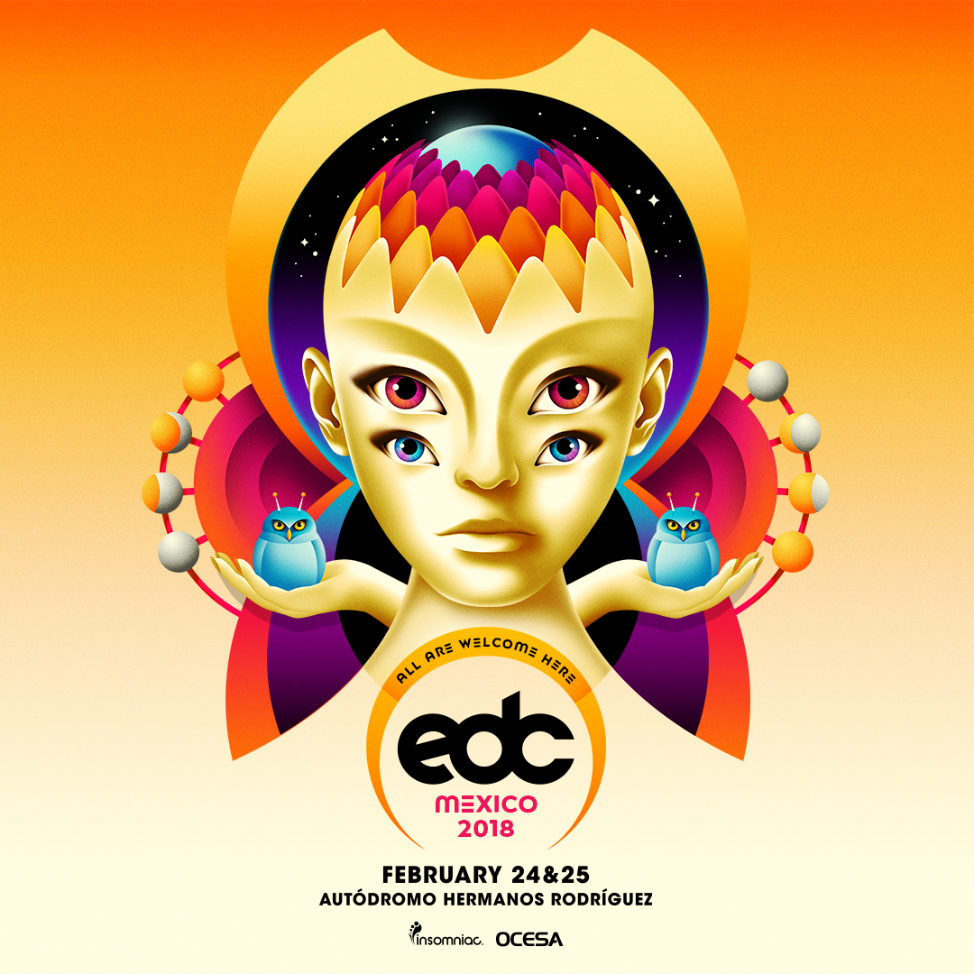 ALL ARE WELCOME HERE
edc
MEXICO
2018
FEBRUARY 24&25
AUTÓDROMO HERMANOS RODRÍGUEZ
insomniac. OCESA